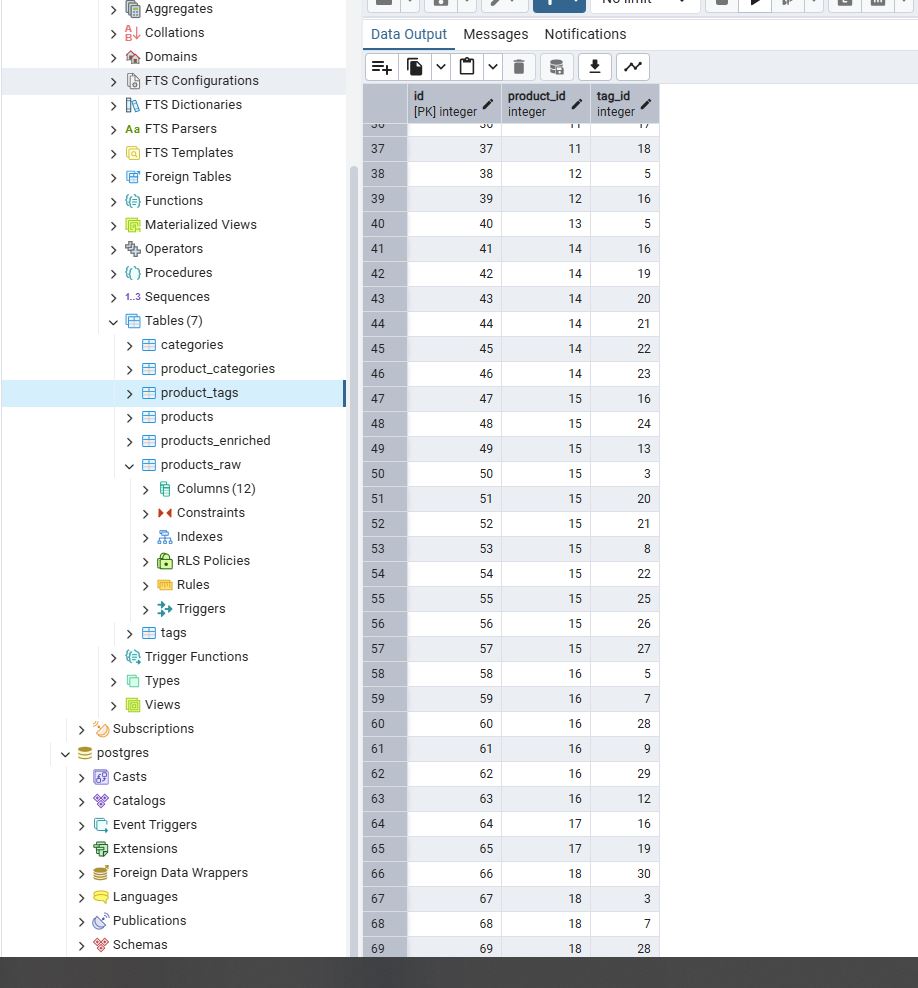 Aggregates
Collations
Domains
FTS Configurations
FTS Dictionaries
Aa FTS Parsers
FTS Templates
Foreign Tables
Functions
Materialized Views
Operators
Procedures
1..3 Sequences
Tables (7)
categories
product_categories
product_tags
products
products_enriched
products_raw
Columns (12)
Constraints
Indexes
RLS Policies
Rules
Triggers
tags
Trigger Functions
Types
Views
Subscriptions
postgres
Casts
Catalogs
Event Triggers
Extensions
Foreign Data Wrappers
Languages
Publications
Schemas
No limit
Data Output Messages Notifications
id product_id tag_id
[PK] integer integer integer
36 36 11 17
37 37 11 18
38 38 12 5
39 39 12 16
40 40 13 5
41 41 14 16
42 42 14 19
43 43 14 20
44 44 14 21
45 45 14 22
46 46 14 23
47 47 15 16
48 48 15 24
49 49 15 13
50 50 15 3
51 51 15 20
52 52 15 21
53 53 15 8
54 54 15 22
55 55 15 25
56 56 15 26
57 57 15 27
58 58 16 5
59 59 16 7
60 60 16 28
61 61 16 9
62 62 16 29
63 63 16 12
64 64 17 16
65 65 17 19
66 66 18 30
67 67 18 3
68 68 18 7
69 69 18 28